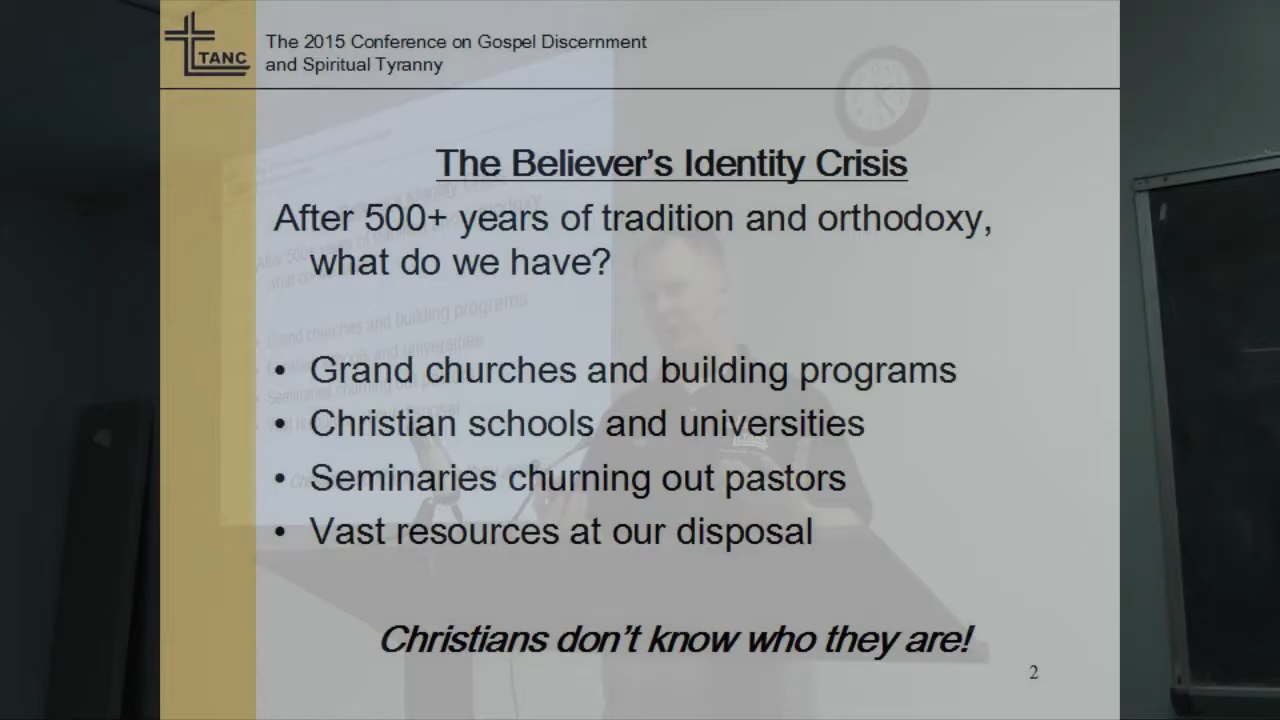 TANC
The 2015 Conference on Gospel Discernment
and Spiritual Tyranny
The Believer's Identity Crisis
After 500+ years of tradition and orthodoxy,
what do we have?
• Grand churches and building programs
• Christian schools and universities
• Seminaries churning out pastors
• Vast resources at our disposal
Christians don't know who they are!
2